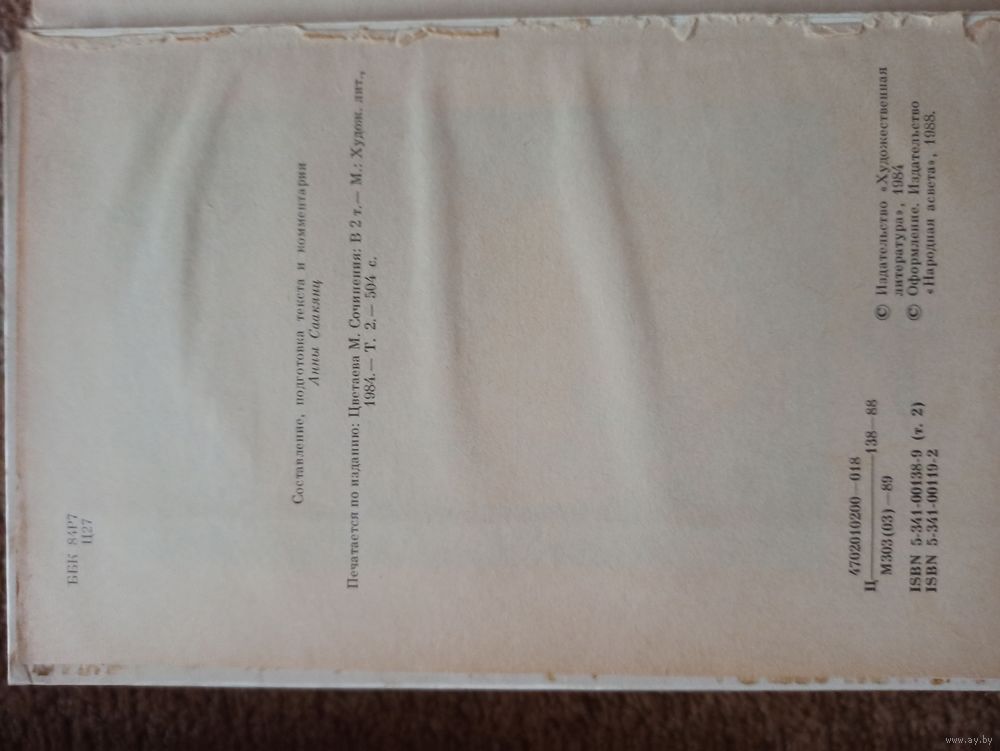 ББК 84Р7
Ц27
Составление, подготовка текста и комментарии
Анны Саакянц
Печатается по изданию: Цветаева М. Сочинения: В 2 т.— М.: Худож. лит.,
1984.— Т. 2.— 504 с.
4702010200—018
Ц————138—88
М303(03)—89
ISBN 5-341-00138-9 (т. 2)
ISBN 5-341-00119-2
© Издательство «Художественная
литература», 1984
© Оформление. Издательство
«Народная асвета», 1988.
www.ay.by